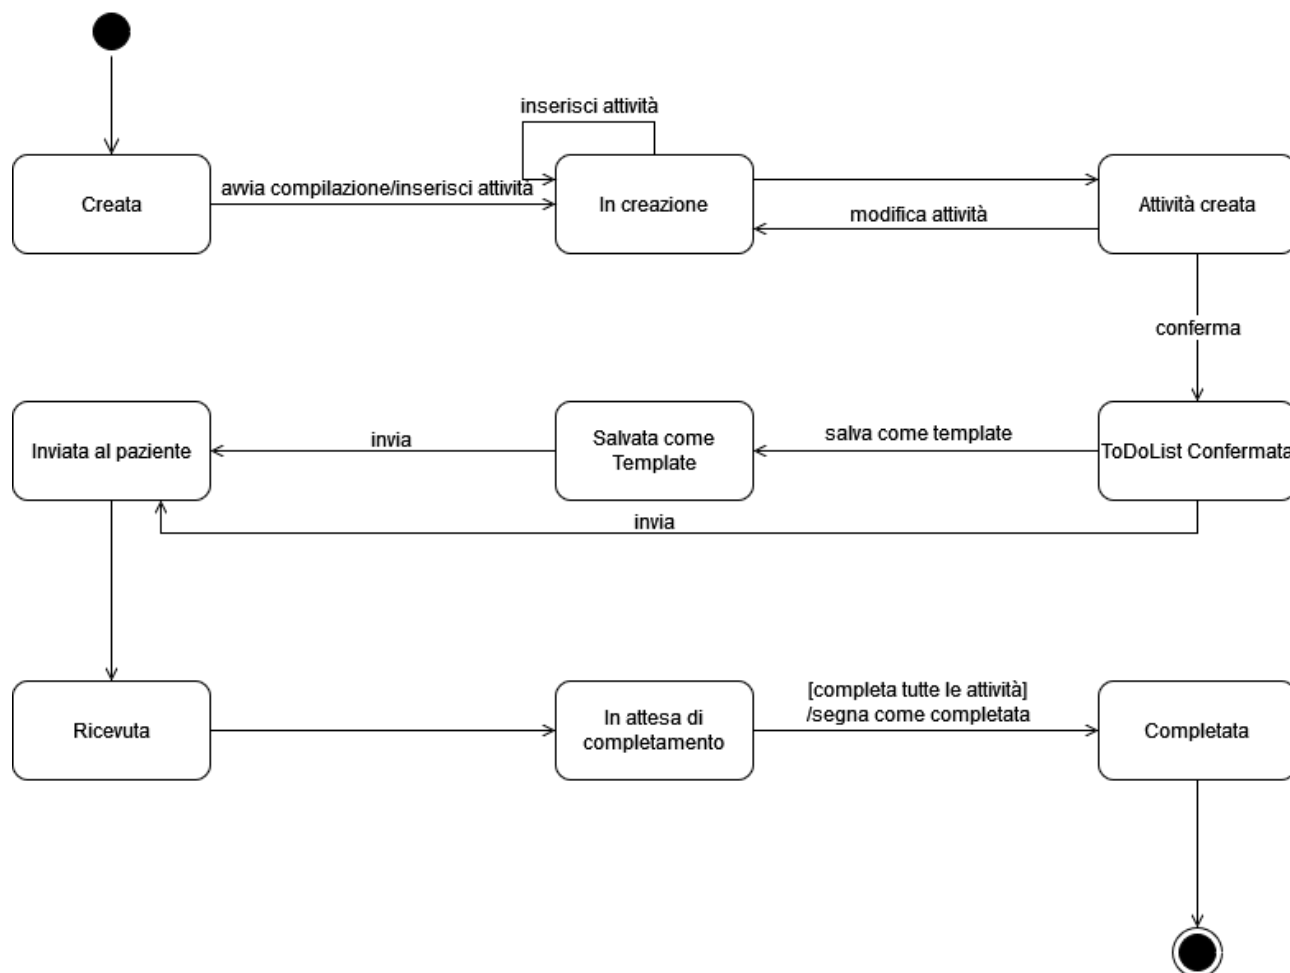 inserisci attività
Creata
avvia compilazione/inserisci attività
In creazione
modifica attività
Attività creata
conferma
Inviata al paziente
invia
Salvata come
Template
salva come template
ToDoList Confermata
invia
Ricevuta
In attesa di
completamento
[completa tutte le attività]
/segna come completata
Completata